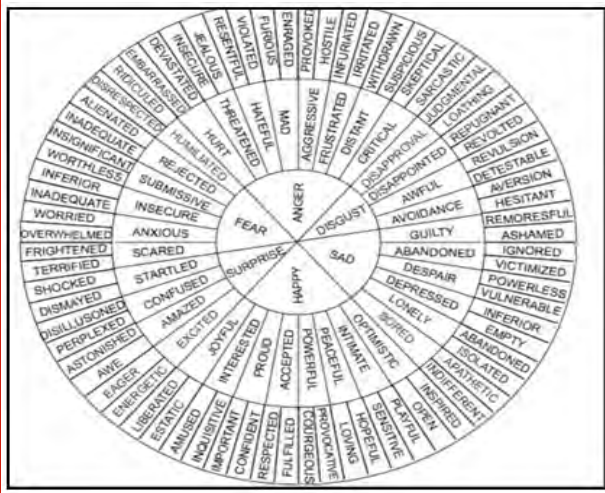 ANGER
DISGUST
SAD
HAPPY
SURPRISE
FEAR
AGGRESSIVE
FRUSTRATED
DISTANT
CRITICAL
DISAPPROVAL
DISAPPOINTED
AWFUL
AVOIDANCE
GUILTY
ABANDONED
DESPAIR
DEPRESSED
LONELY
BORED
OPTIMISTIC
INTIMATE
PEACEFUL
POWERFUL
ACCEPTED
PROUD
INTERESTED
JOYFUL
EXCITED
AMAZED
CONFUSED
STARTLED
SCARED
ANXIOUS
INSECURE
SUBMISSIVE
REJECTED
HUMILIATED
HURT
THREATENED
HATEFUL
MAD
PROVOKED
HOSTILE
INFURIATED
IRRITATED
WITHDRAWN
SUSPICIOUS
SKEPTICAL
SARCASTIC
JUDGMENTAL
LOATHING
REPUGNANT
REVOLTED
REVULSION
DETESTABLE
AVERSION
HESITANT
REMORESFUL
ASHAMED
IGNORED
VICTIMIZED
POWERLESS
VULNERABLE
INFERIOR
EMPTY
ABANDONED
ISOLATED
APATHETIC
INDIFFERENT
INSPIRED
OPEN
PLAYFUL
SENSITIVE
HOPEFUL
LOVING
PROVOCATIVE
COURGEOUS
FULFILLED
RESPECTED
CONFIDENT
IMPORTANT
INQUISITIVE
AMUSED
ESTATIC
LIBERATED
ENERGETIC
EAGER
AWE
ASTONISHED
PERPLEXED
DISILLUSONED
DISMAYED
SHOCKED
TERRIFIED
FRIGHTENED
OVERWHELMED
WORRIED
INADEQUATE
INFERIOR
WORTHLESS
INSIGNIFICANT
INADEQUATE
ALIENATED
DISRESPECTED
RIDICULED
EMBARRASSED
DEVASTATED
INSECURE
JEALOUS
RESENTFUL
VIOLATED
FURIOUS
ENRAGED